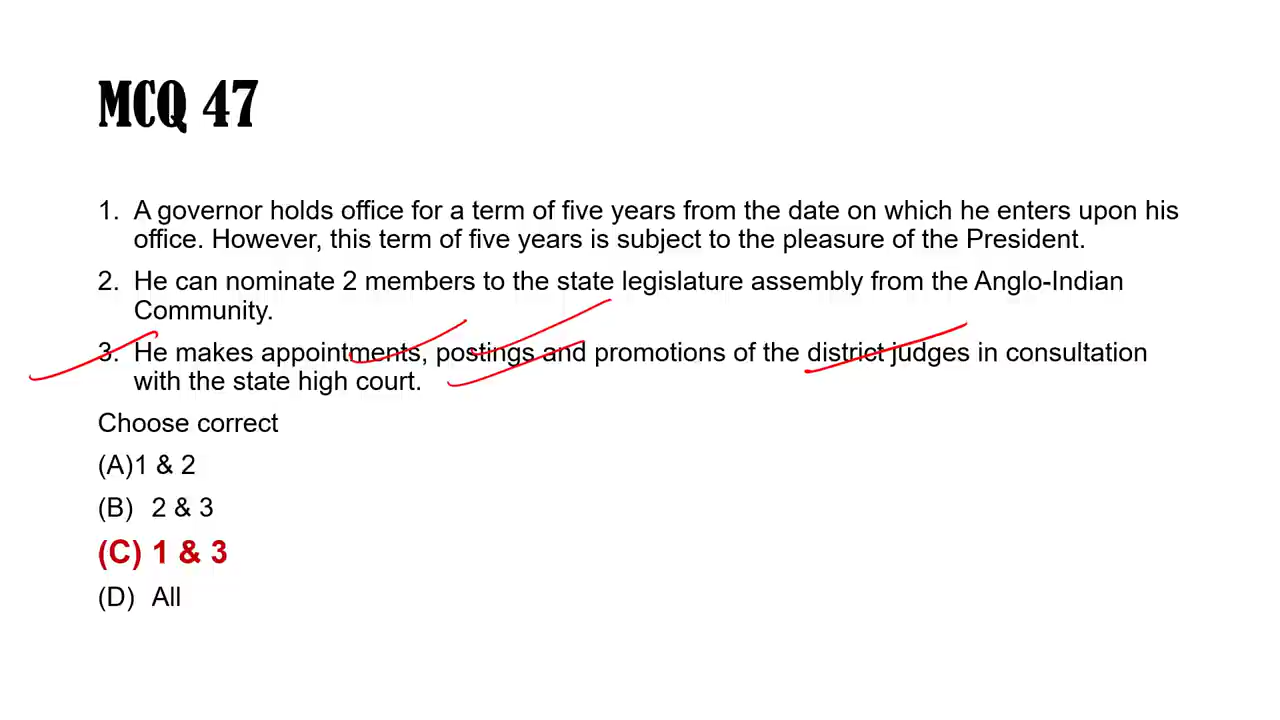 MCQ 47
1. A governor holds office for a term of five years from the date on which he enters upon his
office. However, this term of five years is subject to the pleasure of the President.
2. He can nominate 2 members to the state legislature assembly from the Anglo-Indian
Community.
3. He makes appointments, postings and promotions of the district judges in consultation
with the state high court.
Choose correct
(A)1 & 2
(B) 2 & 3
(C) 1 & 3
(D) All